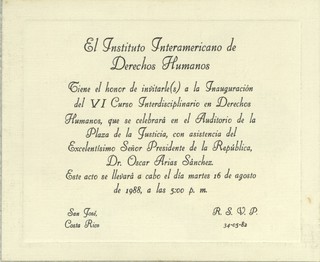 El Instituto Interamericano de
Derechos Humanos
Tiene el honor de invitarle(s) a la Inauguración
del VI Curso Interdisciplinario en Derechos
Humanos, que se celebrará en el Auditorio de la
Plaza de la Justicia, con asistencia del
Excelentísimo Señor Presidente de la República,
Dr. Oscar Arias Sánchez.
Este acto se llevará a cabo el día martes 16 de agosto
de 1988, a las 5:00 p. m.
San José,
Costa Rica
R. S. V. P.
34-05-82